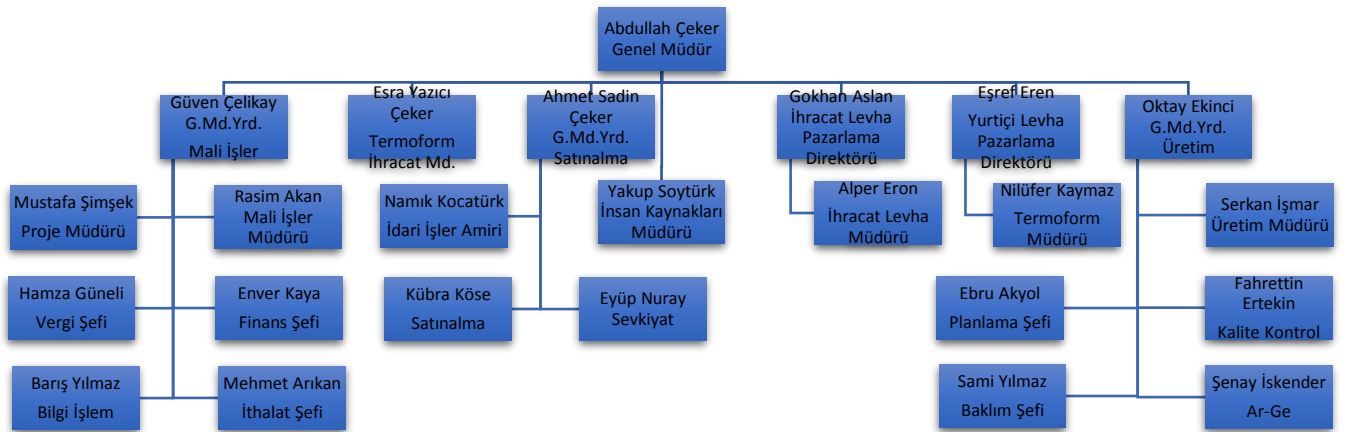 Abdullah Çeker
Genel Müdür
Güven Çelikay
G.Md.Yrd.
Mali İşler
Esra Yazıcı
Çeker
Termoform
İhracat Md.
Ahmet Sadin
Çeker
G.Md.Yrd.
Satınalma
Gokhan Aslan
İhracat Levha
Pazarlama
Direktörü
Eşref Eren
Yurtiçi Levha
Pazarlama
Direktörü
Oktay Ekinci
G.Md.Yrd.
Üretim
Mustafa Şimşek
Proje Müdürü
Rasim Akan
Mali İşler
Müdürü
Namık Kocatürk
İdari İşler Amiri
Yakup Soytürk
İnsan Kaynakları
Müdürü
Alper Eron
İhracat Levha
Müdürü
Nilüfer Kaymaz
Termoform
Müdürü
Serkan İşmar
Üretim Müdürü
Hamza Güneli
Vergi Şefi
Enver Kaya
Finans Şefi
Kübra Köse
Satınalma
Eyüp Nuray
Sevkiyat
Ebru Akyol
Planlama Şefi
Fahrettin
Ertekin
Kalite Kontrol
Barış Yılmaz
Bilgi İşlem
Mehmet Arıkan
İthalat Şefi
Sami Yılmaz
Baklım Şefi
Şenay İskender
Ar-Ge